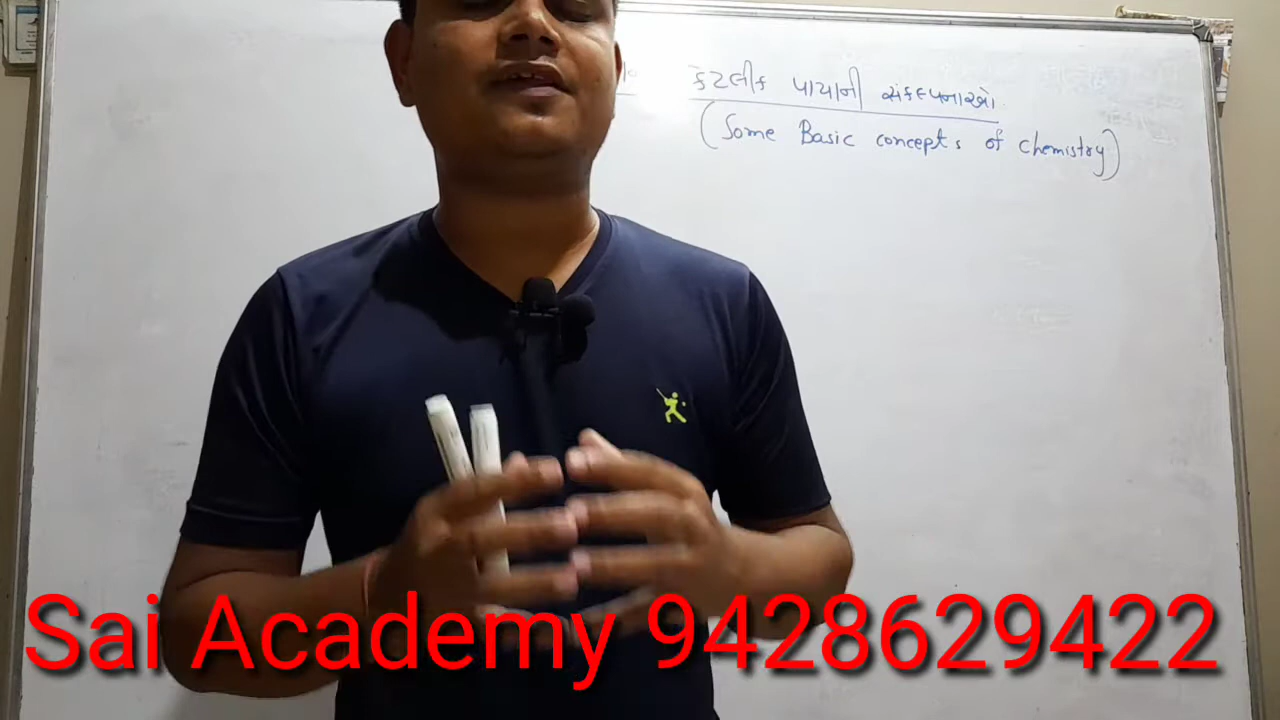 કેટલીક પાયાની સંકલ્પનાઓ
(Some Basic concepts of chemistry)
Sai Academy 9428629422